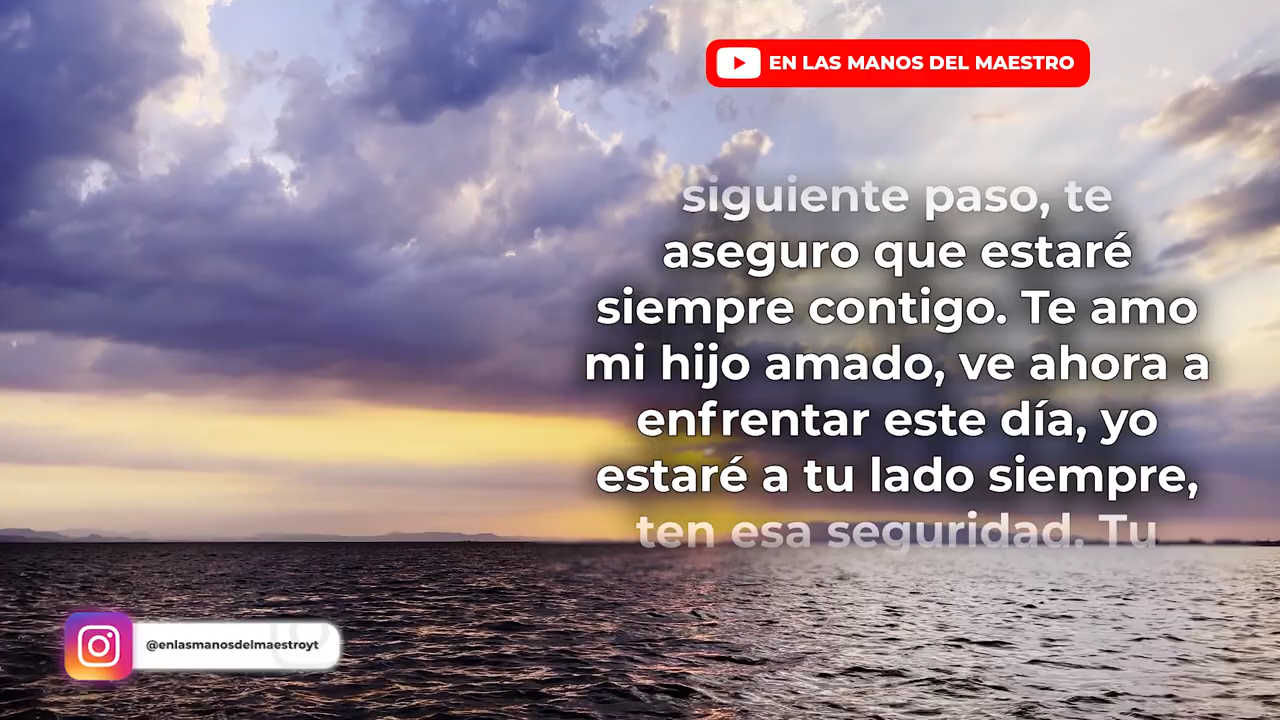 EN LAS MANOS DEL MAESTRO
siguiente paso, te
aseguro que estaré
siempre contigo. Te amo
mi hijo amado, ve ahora a
enfrentar este día, yo
estaré a tu lado siempre,
ten esa seguridad. Tu
@enlasmanosdelmaestroyt